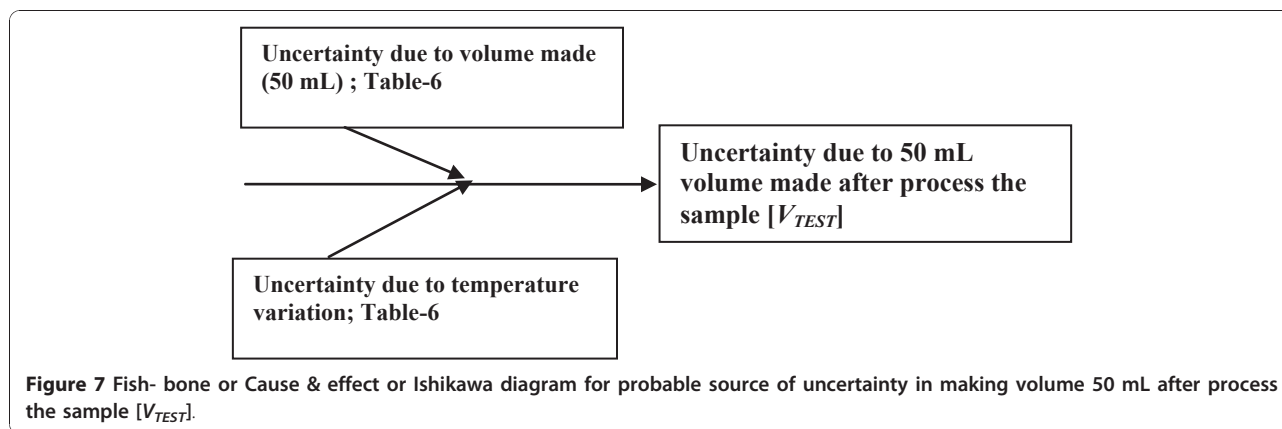 Uncertainty due to volume made
(50 mL) ; Table-6
Uncertainty due to 50 mL
volume made after process the
sample [V_TEST]
Uncertainty due to temperature
variation; Table-6
Figure 7 Fish- bone or Cause & effect or Ishikawa diagram for probable source of uncertainty in making volume 50 mL after process
the sample [V_TEST].